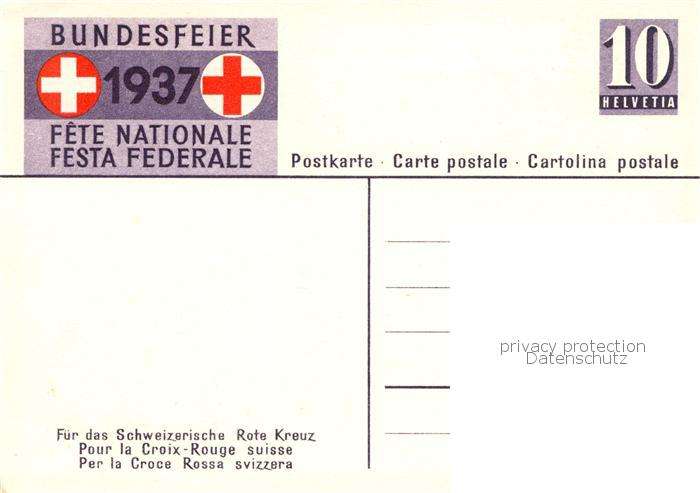 BUNDESFEIER
1937
FÊTE NATIONALE
FESTA FEDERALE
10
HELVETIA
Postkarte · Carte postale · Cartolina postale
privacy protection
Datenschutz
Für das Schweizerische Rote Kreuz
Pour la Croix-Rouge suisse
Per la Croce Rossa svizzera